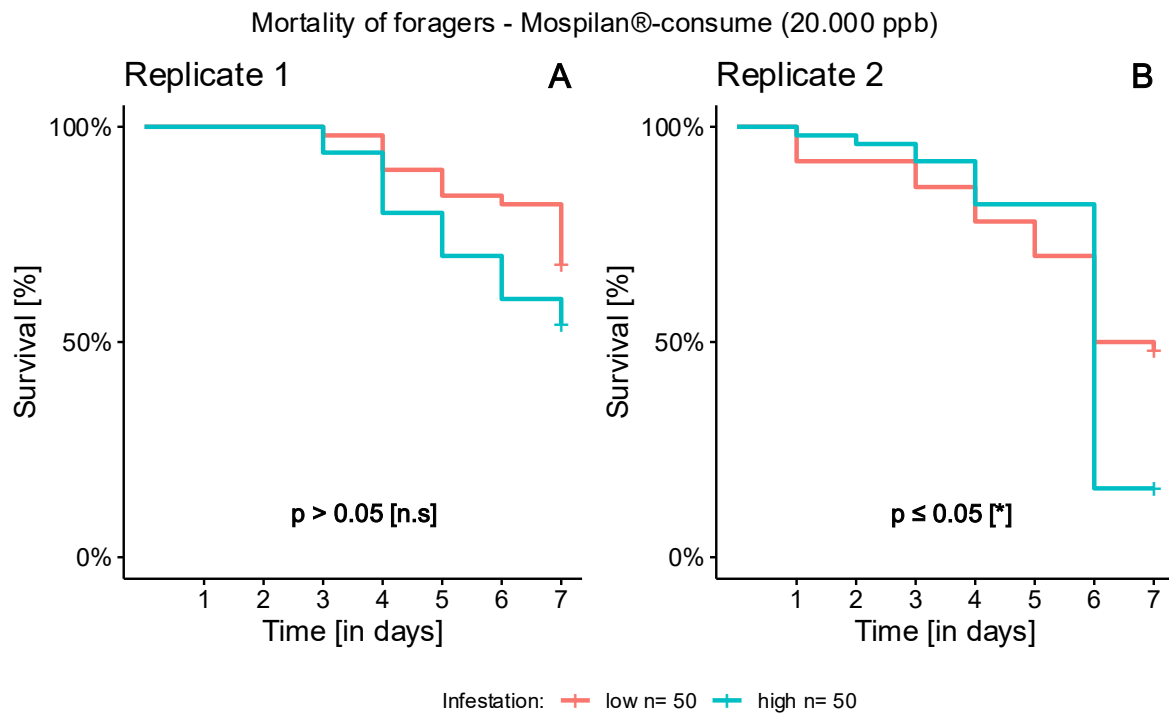 Mortality of foragers - Mospilan®-consume (20.000 ppb)
Replicate 1
A
Survival [%]
100%
50%
0%
p > 0.05 [n.s]
1 2 3 4 5 6 7
Time [in days]
Replicate 2
B
Survival [%]
100%
50%
0%
p ≤ 0.05 [*]
1 2 3 4 5 6 7
Time [in days]
Infestation: low n= 50 high n= 50